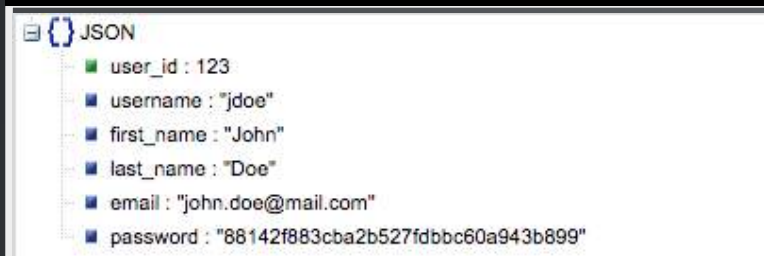 {} JSON
user_id : 123
username : "jdoe"
first_name : "John"
last_name : "Doe"
email : "john.doe@mail.com"
password : "88142f883cba2b527fdbbc60a943b899"